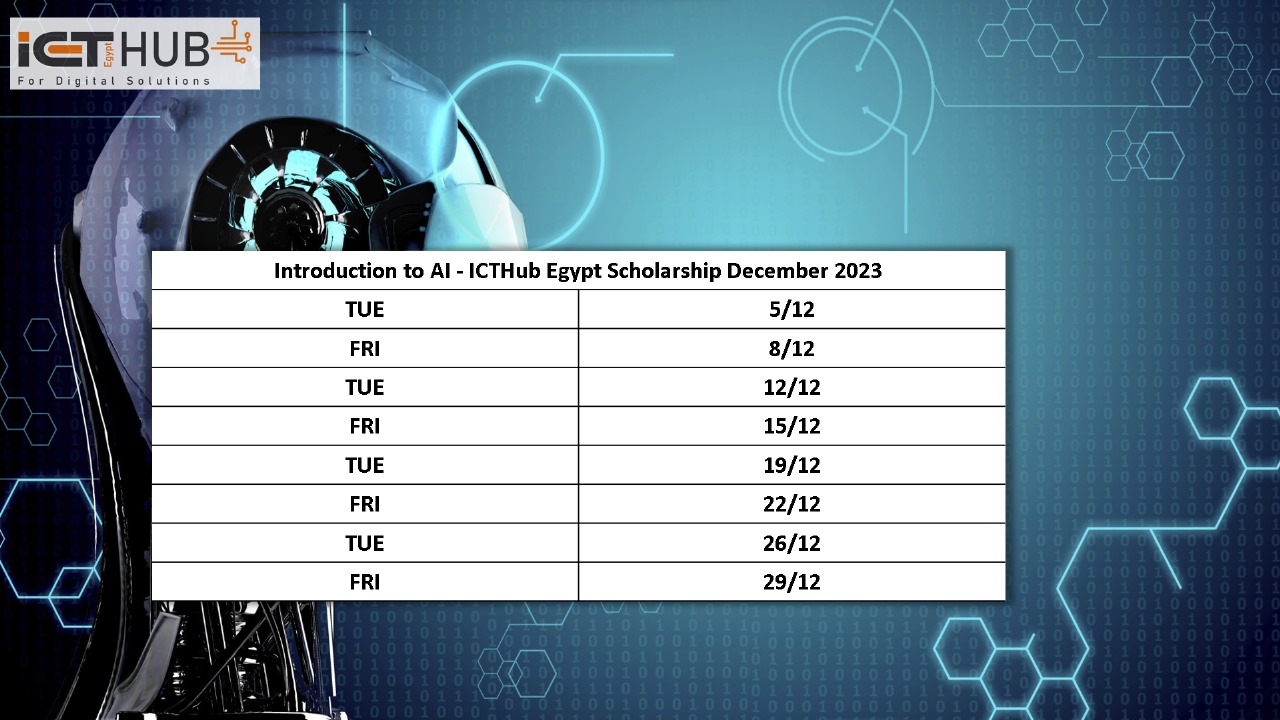 iCT Egypt HUB
For Digital Solutions
Introduction to AI - ICTHub Egypt Scholarship December 2023
TUE 5/12
FRI 8/12
TUE 12/12
FRI 15/12
TUE 19/12
FRI 22/12
TUE 26/12
FRI 29/12